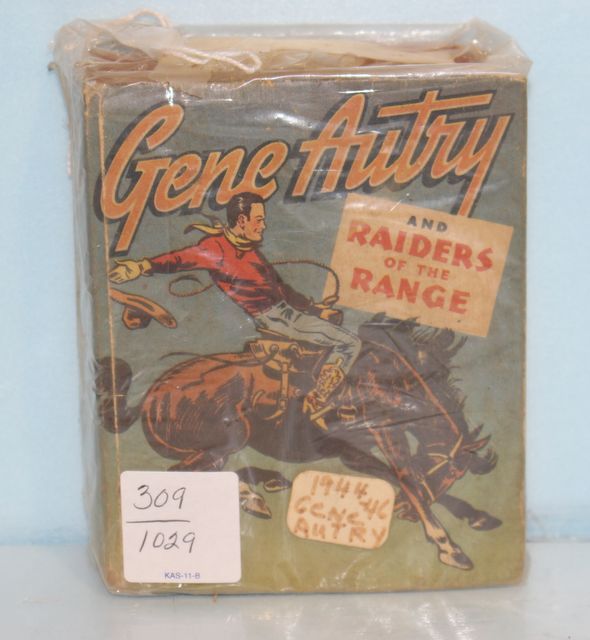 Gene Autry
AND
RAIDERS
OF THE
RANGE
309
1029
KAS-11-B
1944 46
GENE
AUTRY